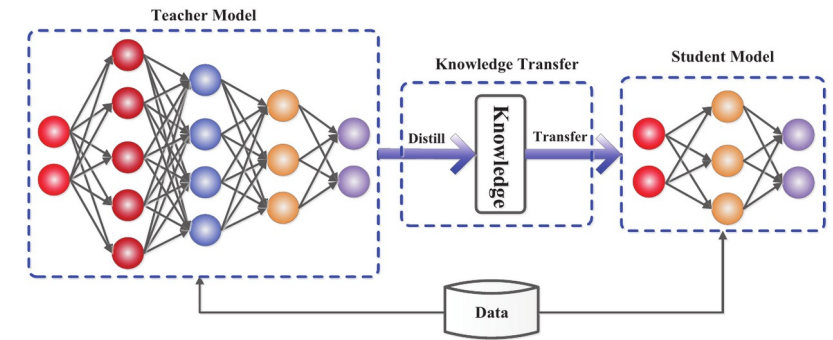 Teacher Model
Knowledge Transfer
Student Model
Distill
Knowledge
Transfer
Data